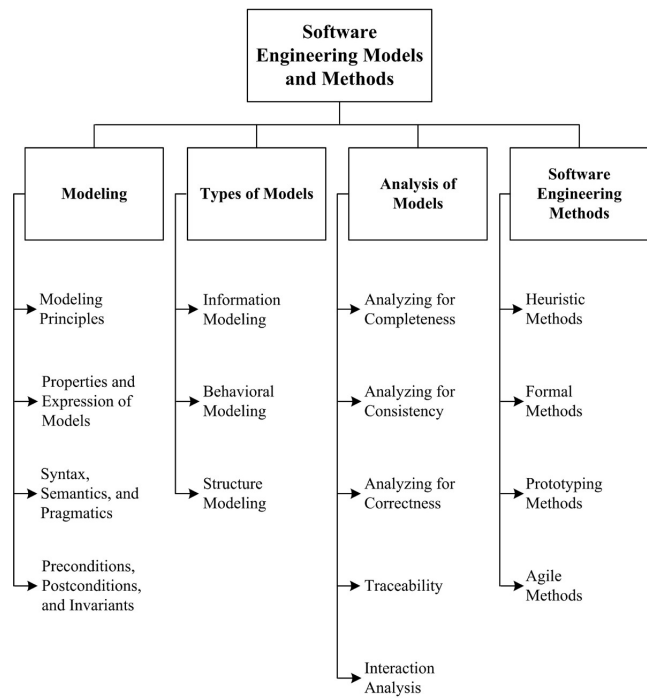 Software
Engineering Models
and Methods
Modeling
Types of Models
Analysis of
Models
Software
Engineering
Methods
Modeling
Principles
Properties and
Expression of
Models
Syntax,
Semantics, and
Pragmatics
Preconditions,
Postconditions,
and Invariants
Information
Modeling
Behavioral
Modeling
Structure
Modeling
Analyzing for
Completeness
Analyzing for
Consistency
Analyzing for
Correctness
Traceability
Interaction
Analysis
Heuristic
Methods
Formal
Methods
Prototyping
Methods
Agile
Methods